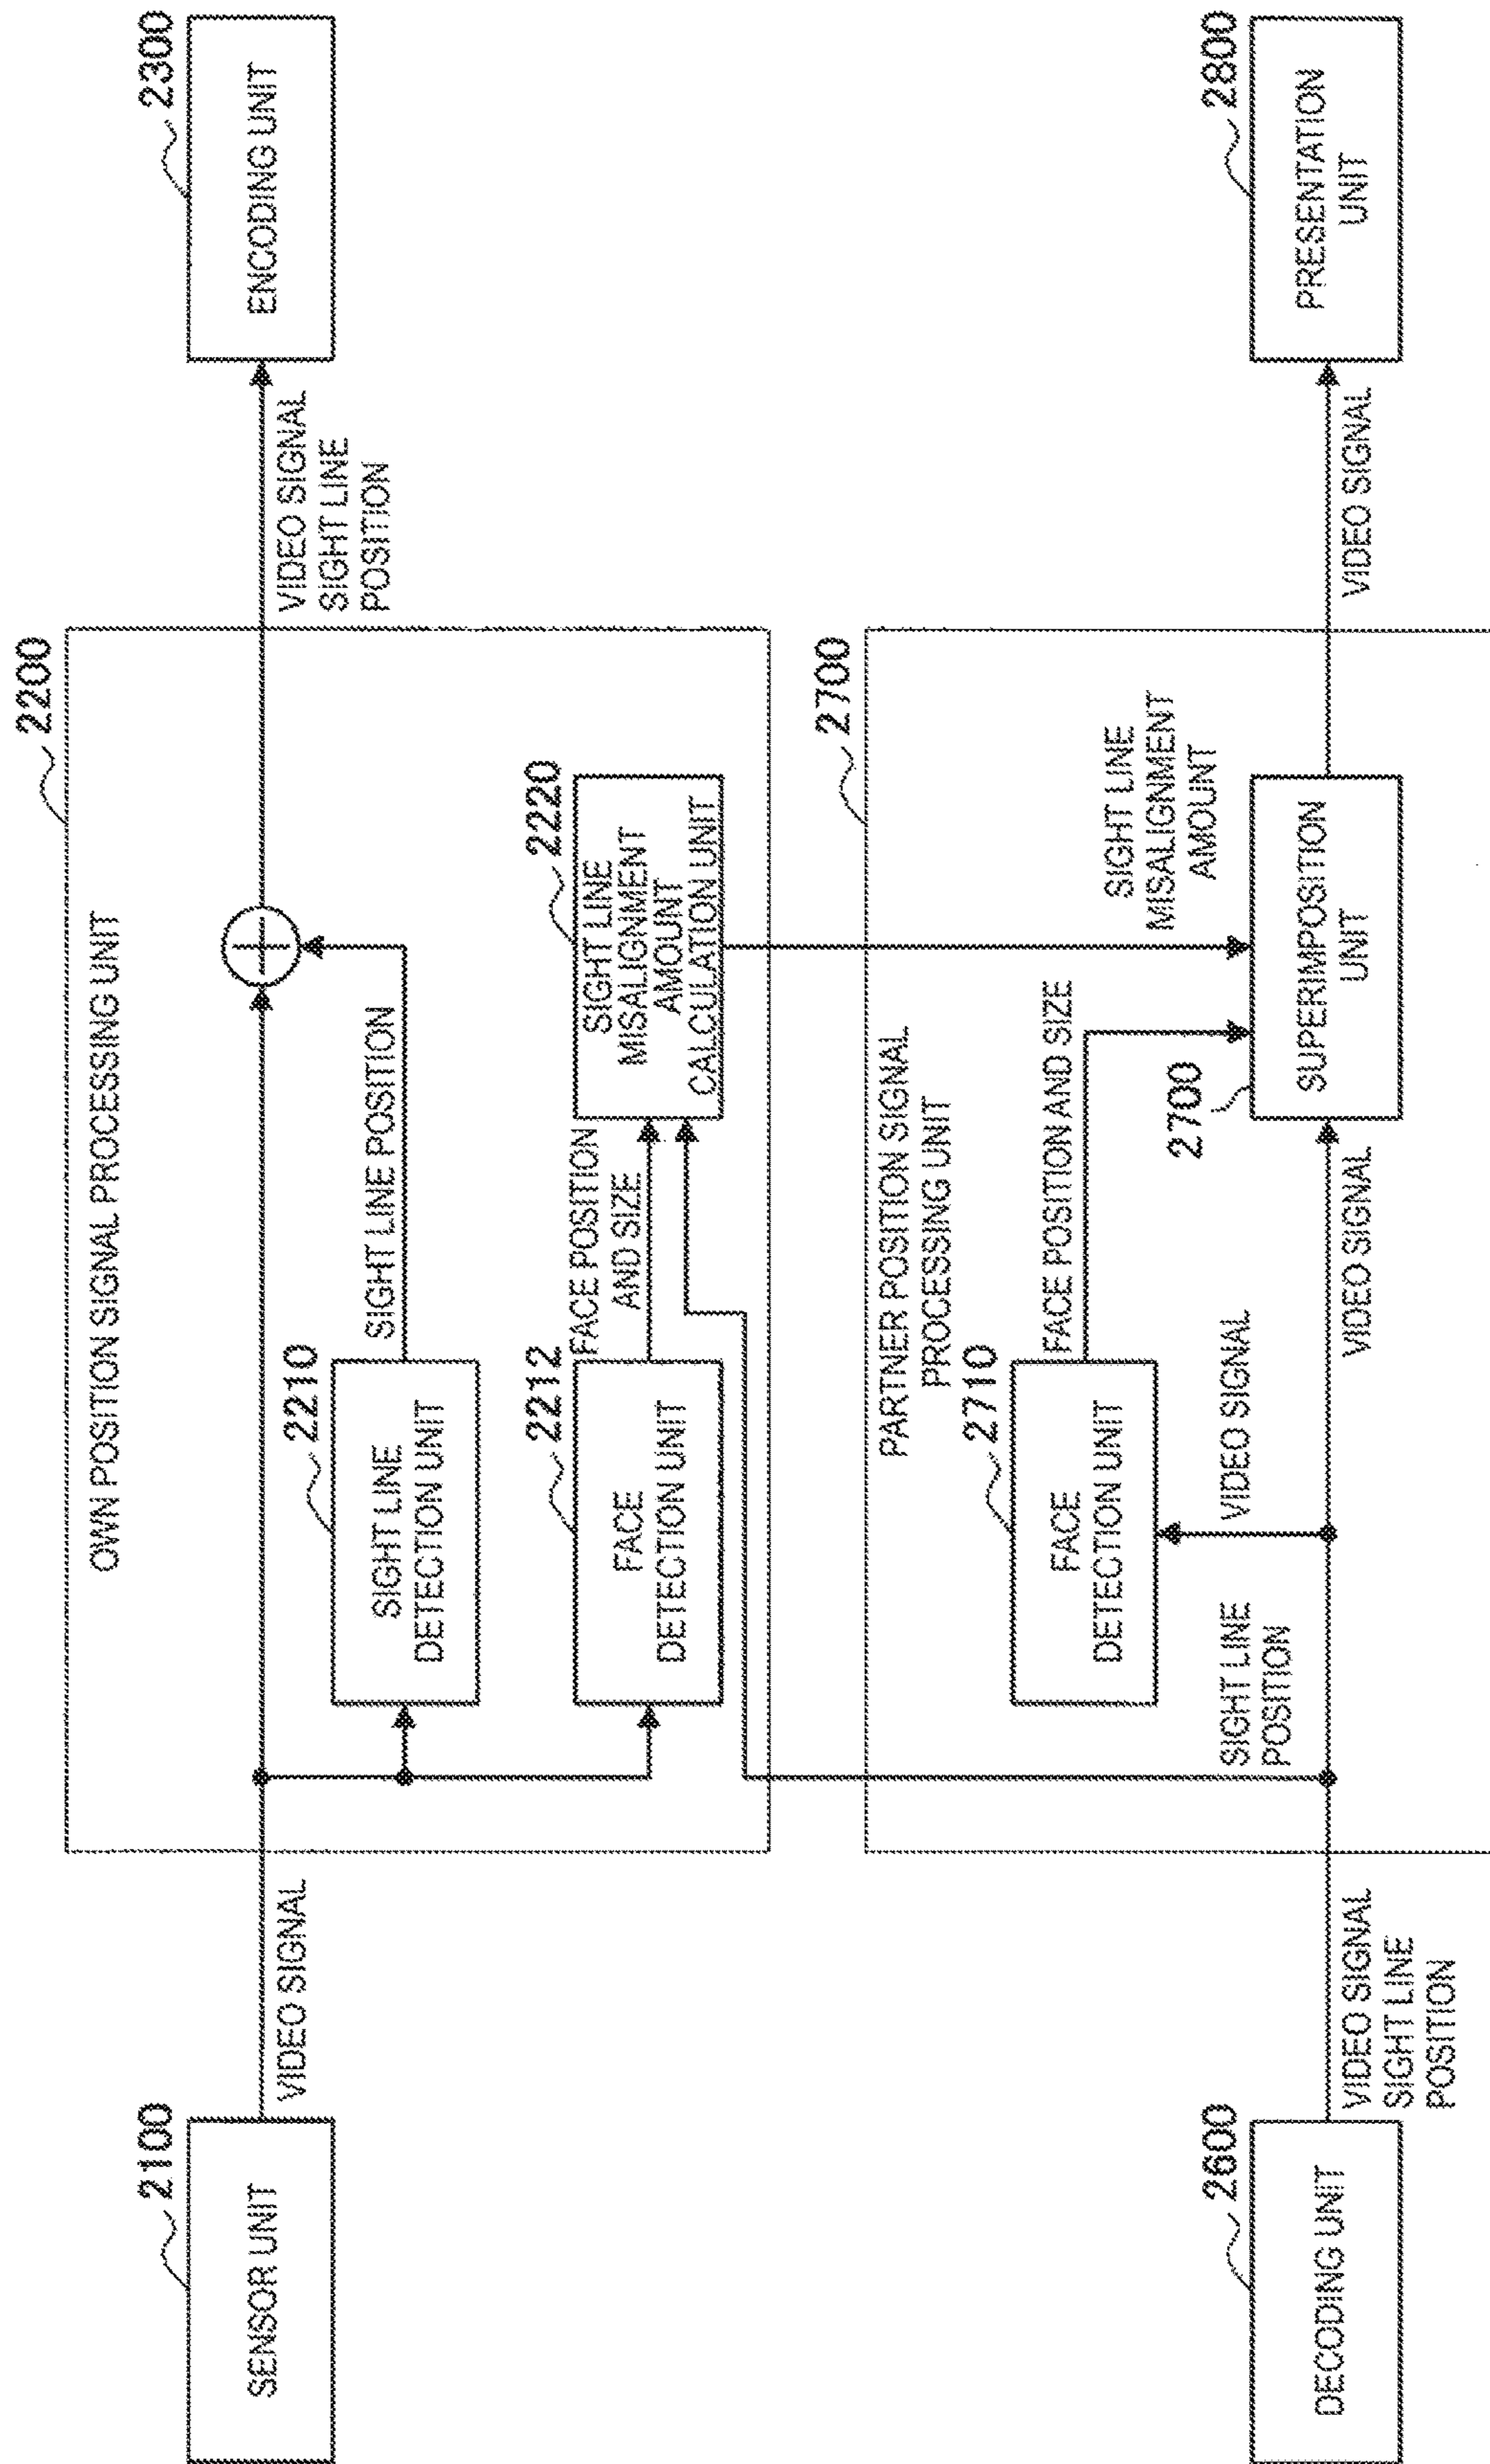 2100
SENSOR UNIT
VIDEO SIGNAL
2200
OWN POSITION SIGNAL PROCESSING UNIT
2210
SIGHT LINE
DETECTION UNIT
SIGHT LINE POSITION
2212
FACE
DETECTION UNIT
FACE POSITION
AND SIZE
2220
SIGHT LINE
MISALIGNMENT
AMOUNT
CALCULATION UNIT
VIDEO SIGNAL
SIGHT LINE
POSITION
2300
ENCODING UNIT
2600
DECODING UNIT
VIDEO SIGNAL
SIGHT LINE
POSITION
2700
PARTNER POSITION SIGNAL
PROCESSING UNIT
SIGHT LINE
POSITION
2710
FACE
DETECTION UNIT
VIDEO SIGNAL
FACE POSITION AND SIZE
SIGHT LINE
MISALIGNMENT
AMOUNT
VIDEO SIGNAL
2700
SUPERIMPOSITION
UNIT
VIDEO SIGNAL
2800
PRESENTATION
UNIT